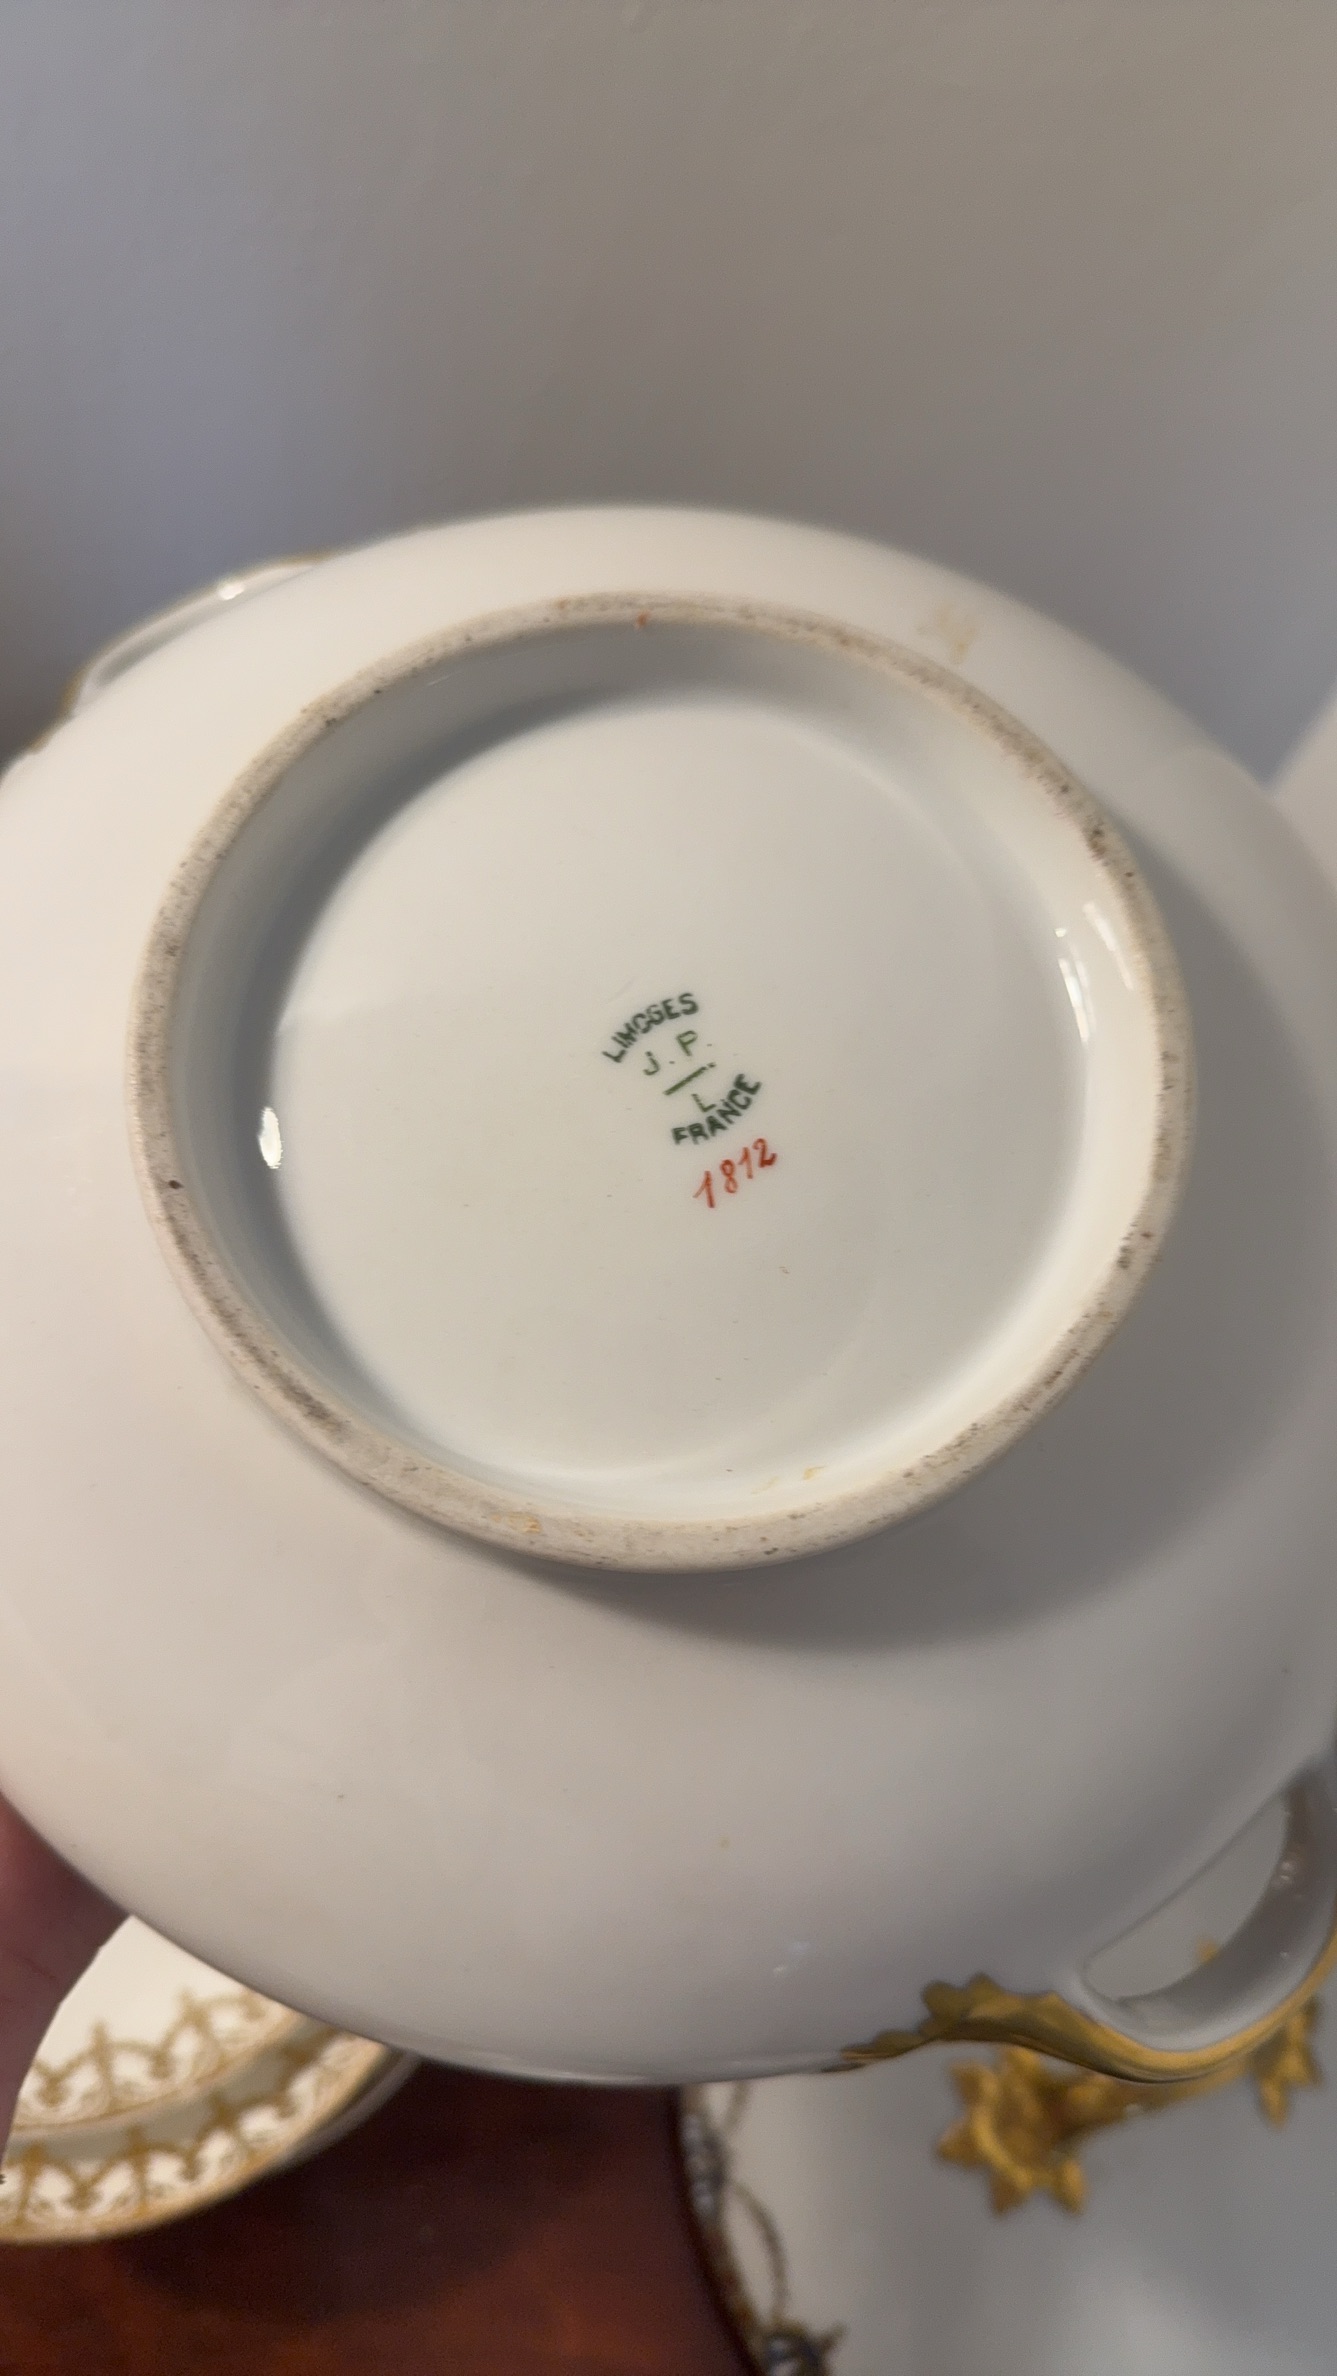 LIMOGES
J. P.
L
FRANCE
1812